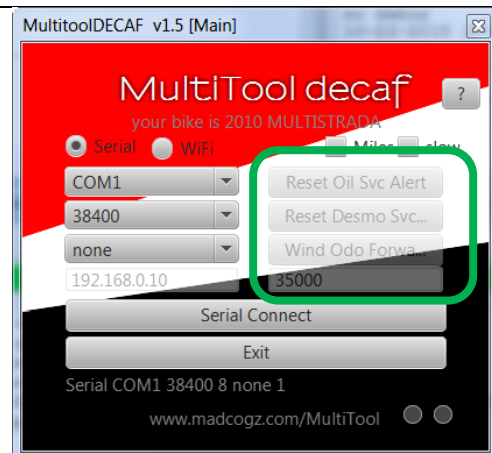 MultitoolDECAF v1.5 [Main]
MultiTool decaf
?
your bike is 2010 MULTISTRADA
Serial WiFi Miles slow
COM1 Reset Oil Svc Alert
38400 Reset Desmo Svc...
none Wind Odo Forwa...
192.168.0.10 35000
Serial Connect
Exit
Serial COM1 38400 8 none 1
www.madcogz.com/MultiTool